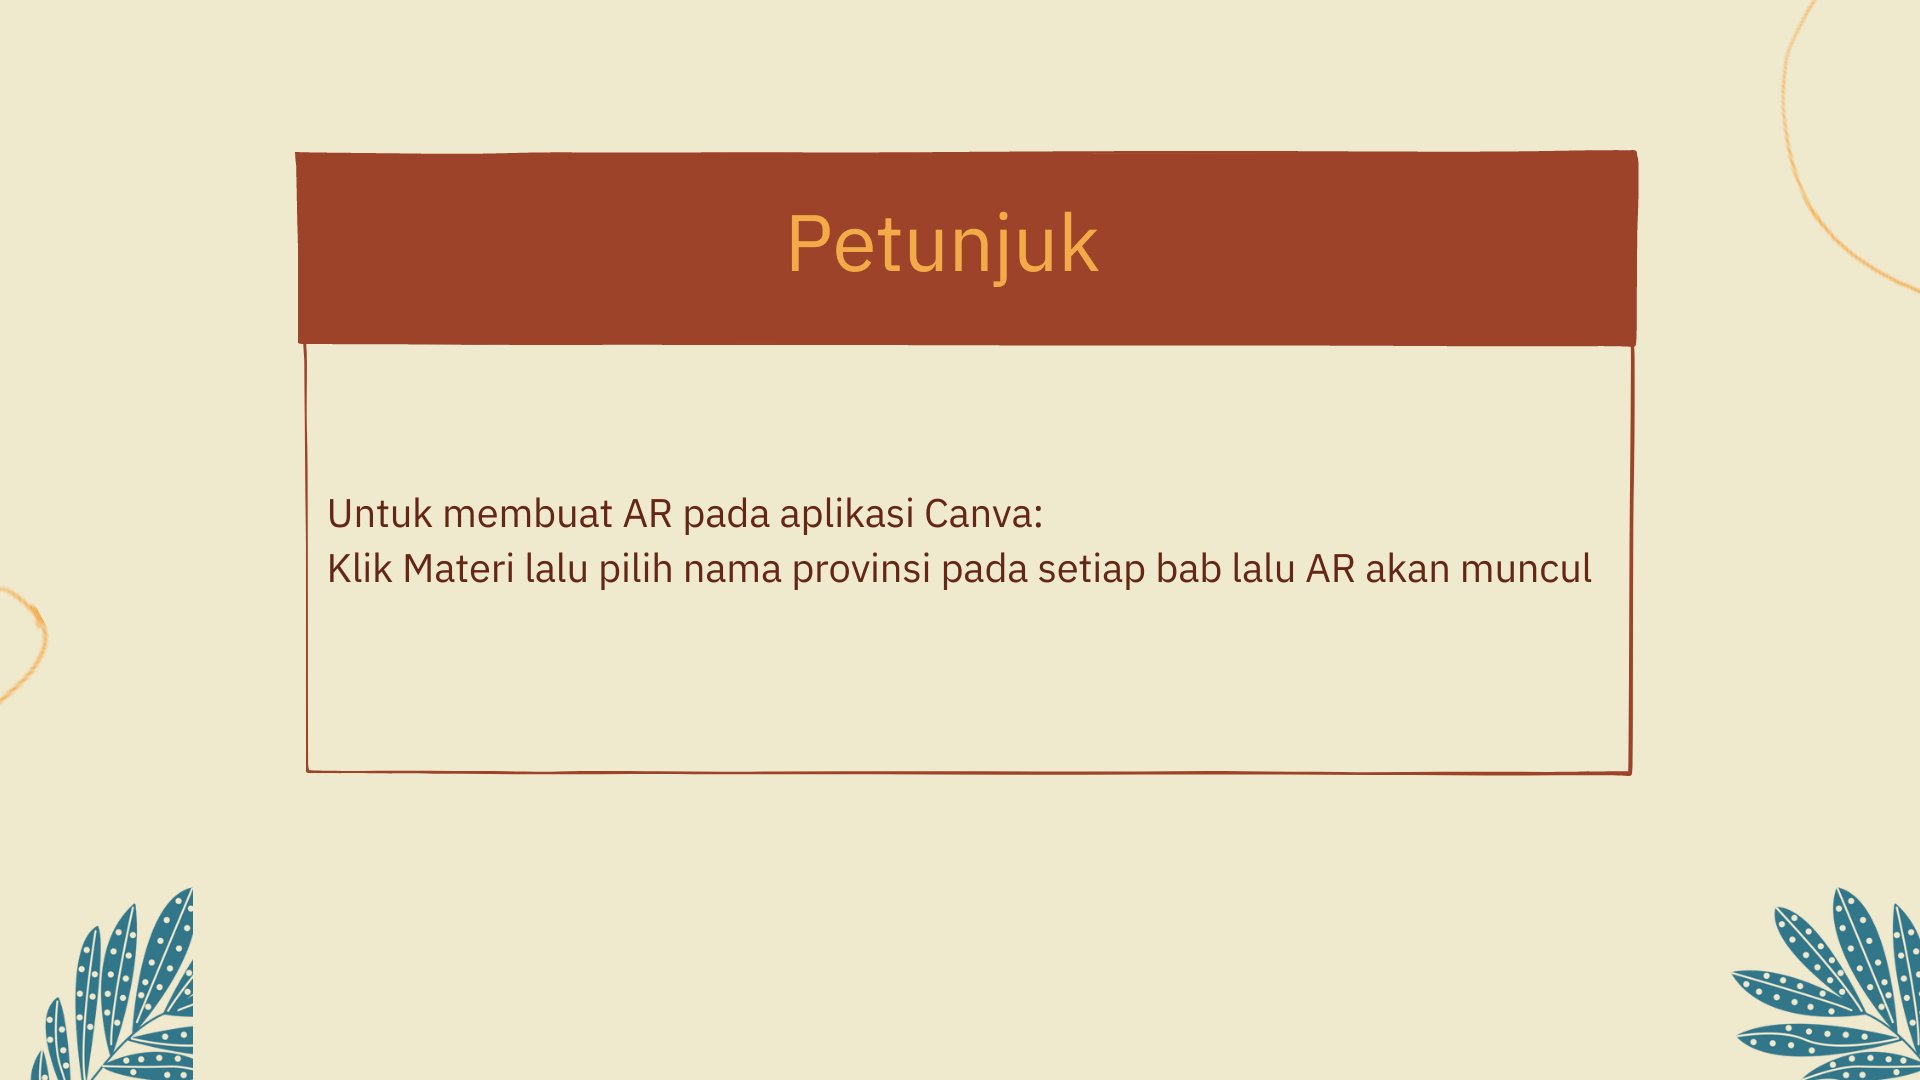 Petunjuk
Untuk membuat AR pada aplikasi Canva:
Klik Materi lalu pilih nama provinsi pada setiap bab lalu AR akan muncul